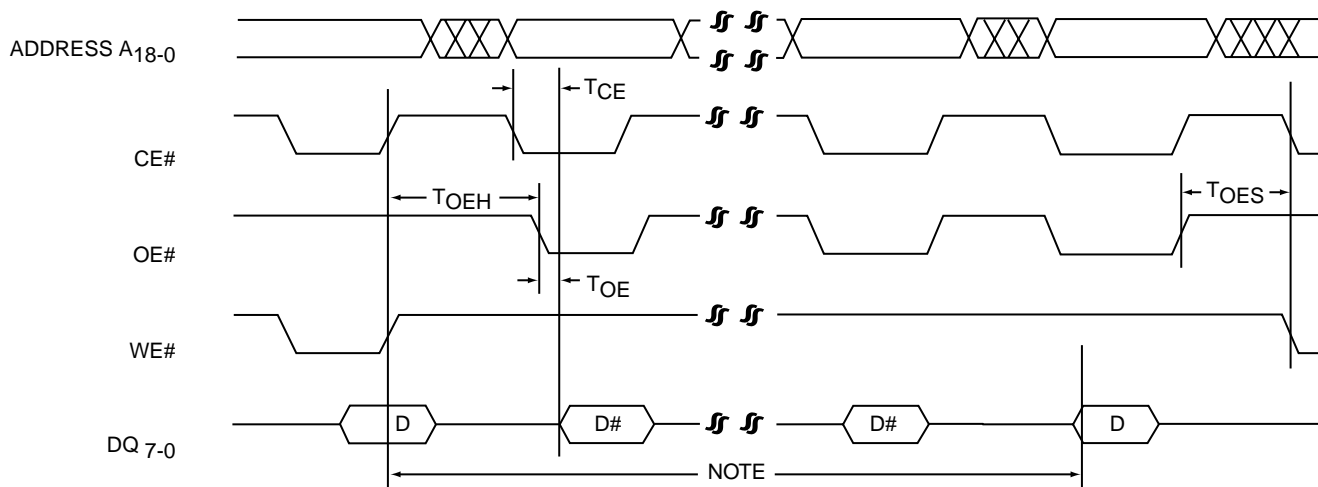 ADDRESS A18-0
TCE
CE#
TOEH
TOES
OE#
TOE
WE#
D
D#
D#
D
DQ 7-0
NOTE